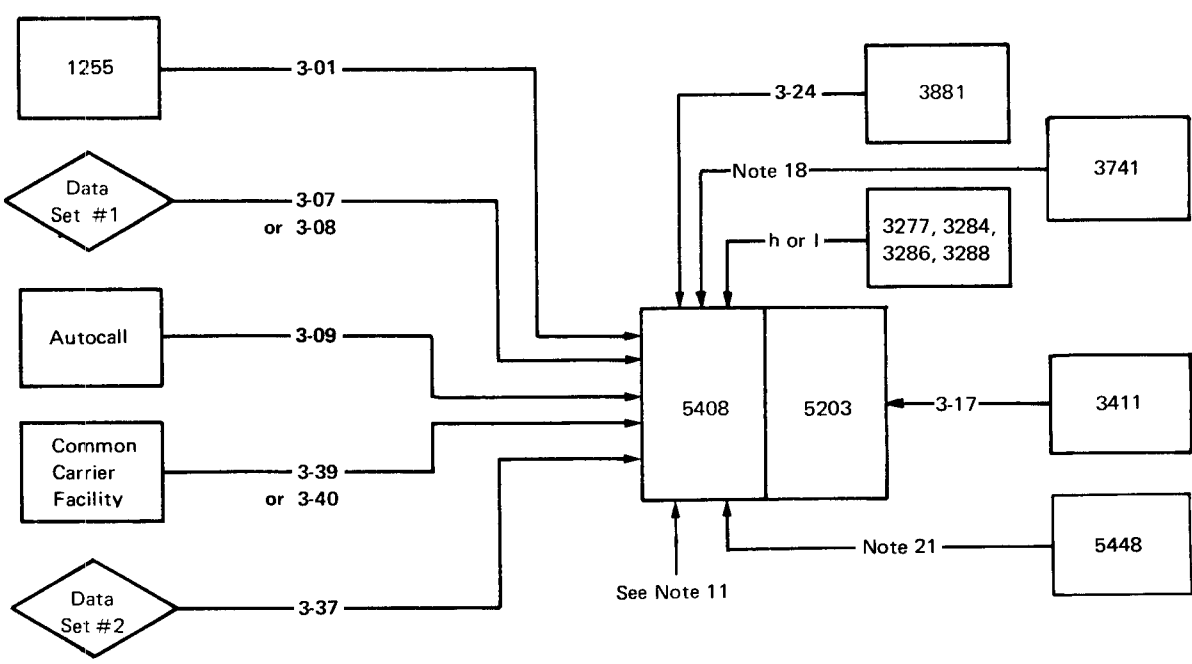 1255
3-01
Data
Set #1
3-07
or 3-08
Autocall
3-09
Common
Carrier
Facility
3-39
or 3-40
Data
Set #2
3-37
3-24
3881
Note 18
3741
h or l
3277, 3284,
3286, 3288
5408
5203
3-17
3411
See Note 11
Note 21
5448